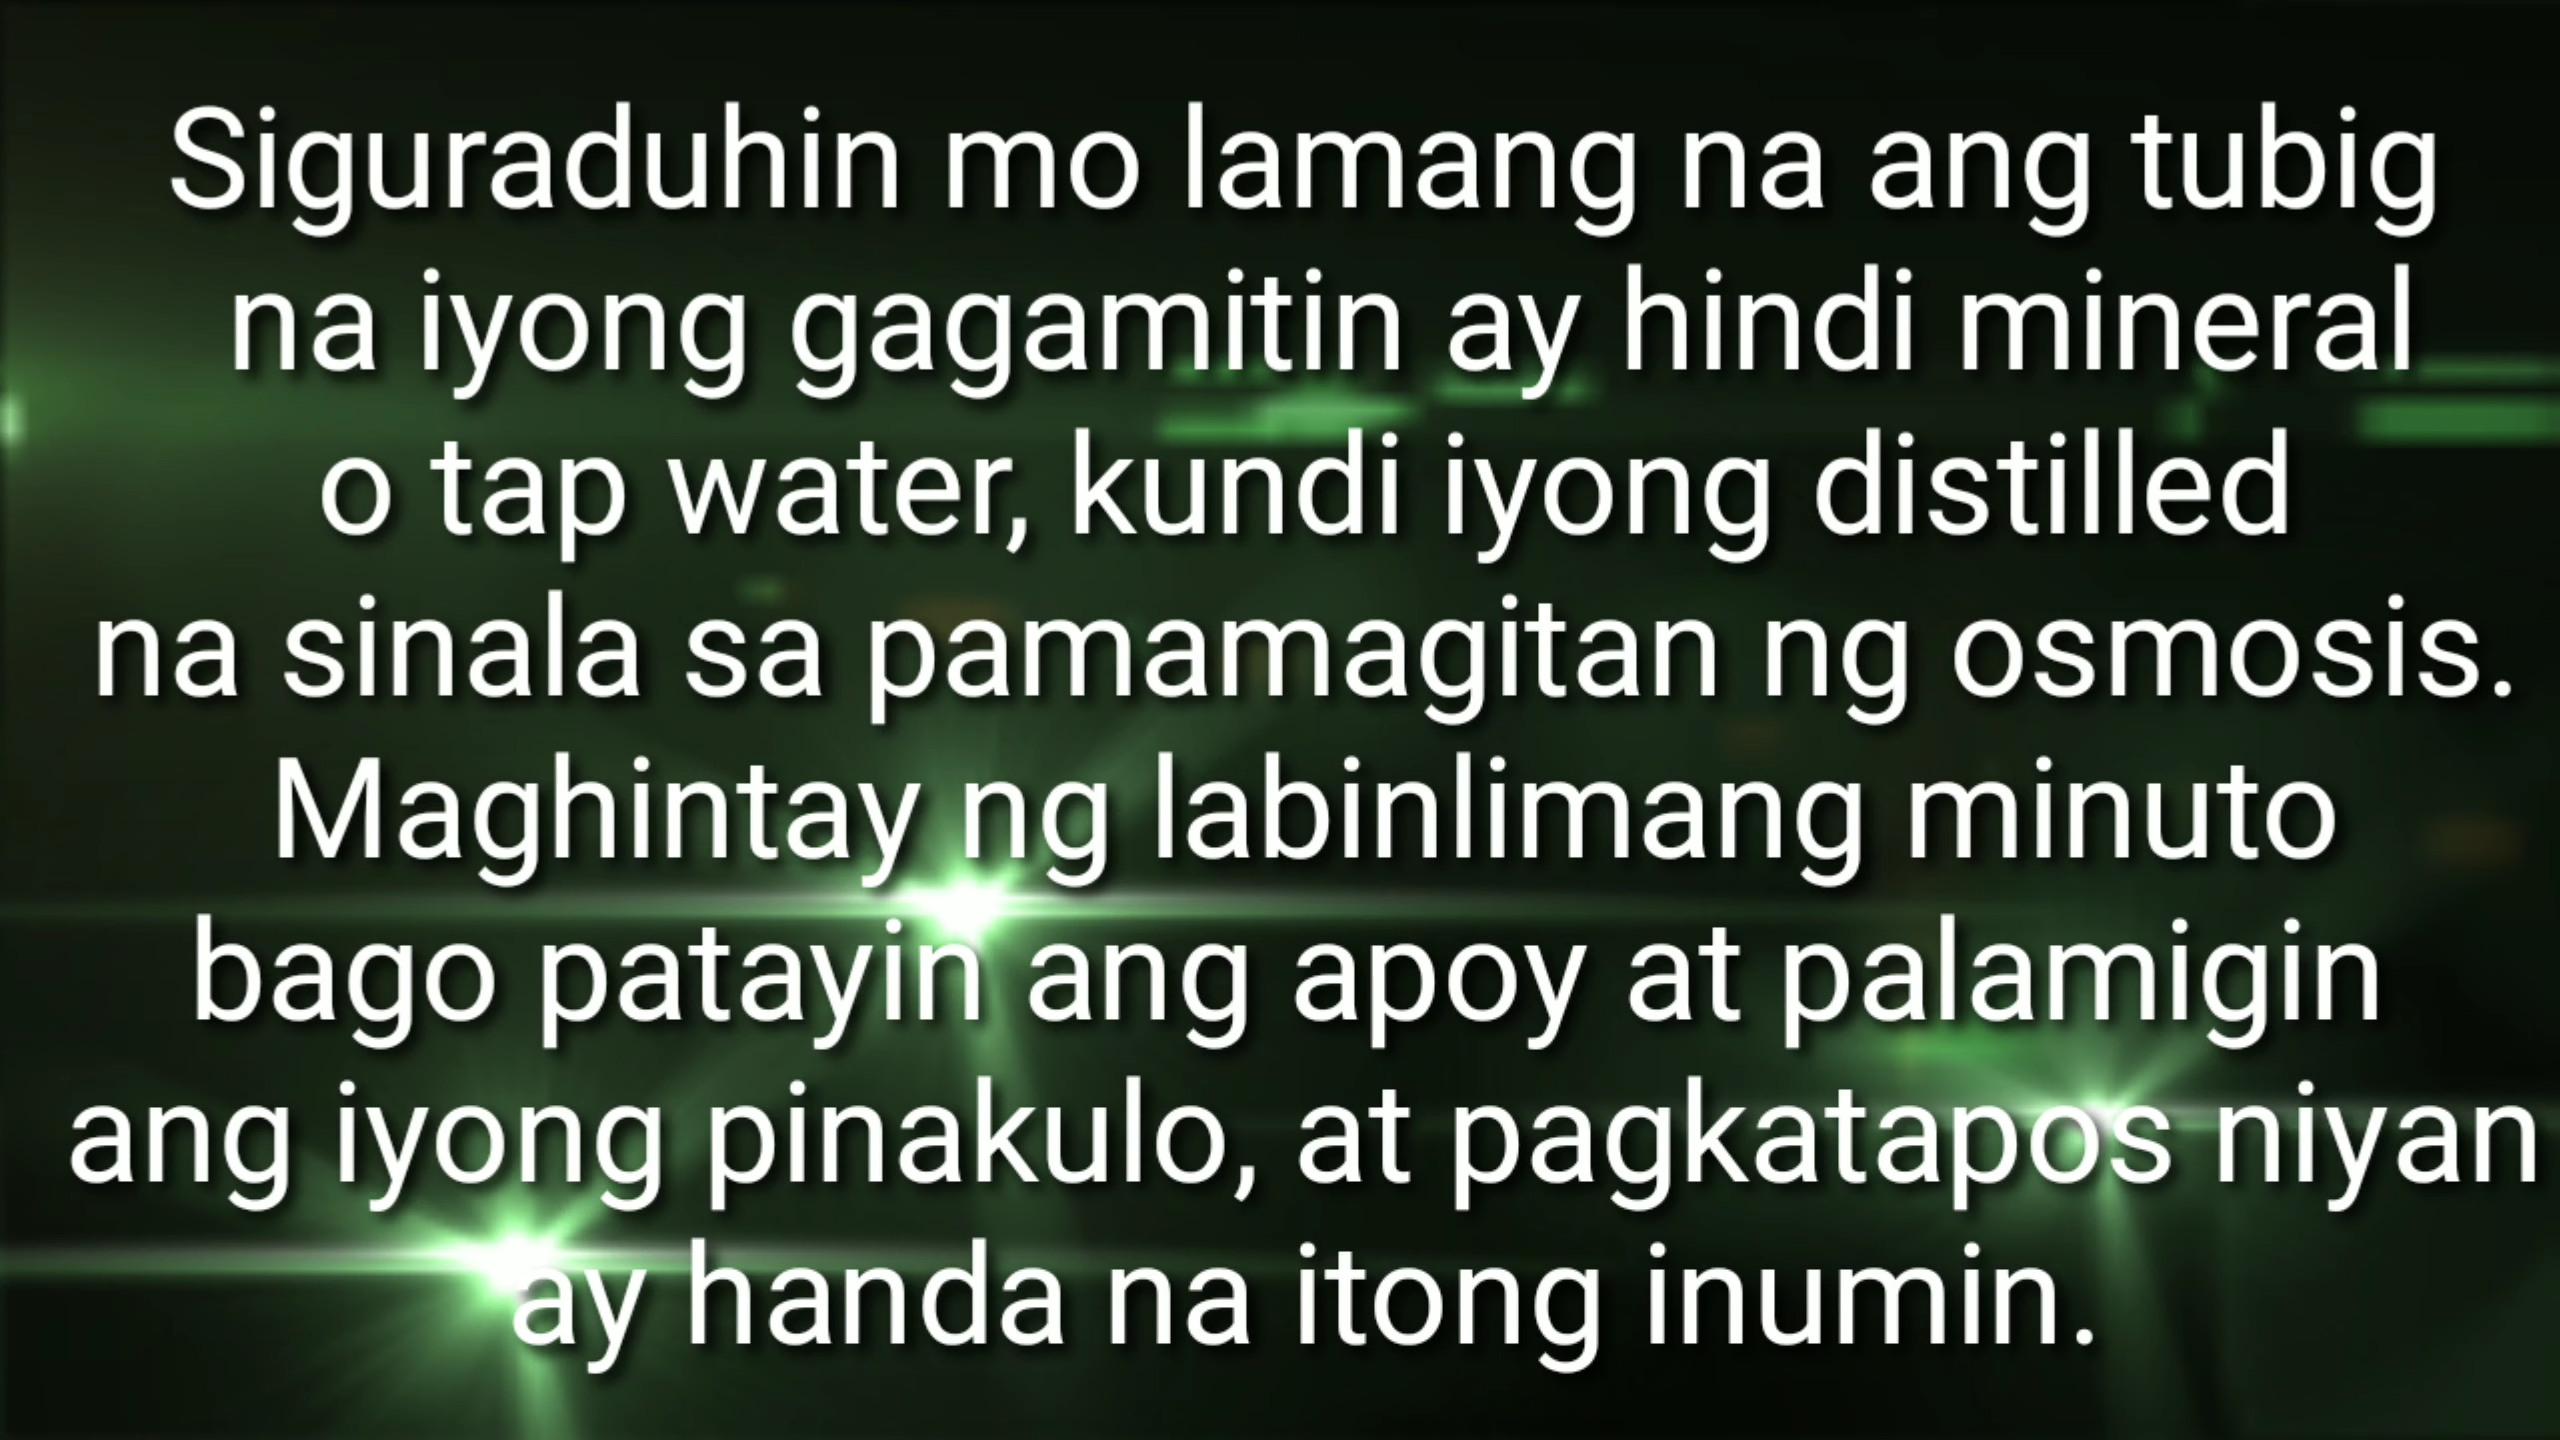 Siguraduhin mo lamang na ang tubig
na iyong gagamitin ay hindi mineral
o tap water, kundi iyong distilled
na sinala sa pamamagitan ng osmosis.
Maghintay ng labinlimang minuto
bago patayin ang apoy at palamigin
ang iyong pinakulo, at pagkatapos niyan
ay handa na itong inumin.